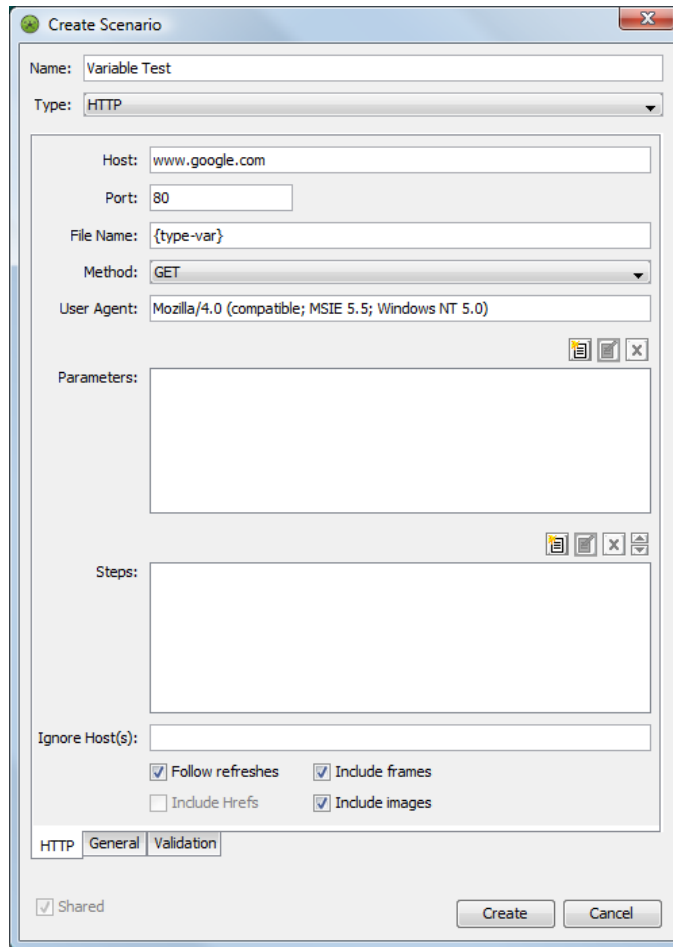 Create Scenario
Name: Variable Test
Type: HTTP
Host: www.google.com
Port: 80
File Name: {type-var}
Method: GET
User Agent: Mozilla/4.0 (compatible; MSIE 5.5; Windows NT 5.0)
Parameters:
Steps:
Ignore Host(s):
Follow refreshes Include frames
Include Hrefs Include images
HTTP General Validation
Shared Create Cancel